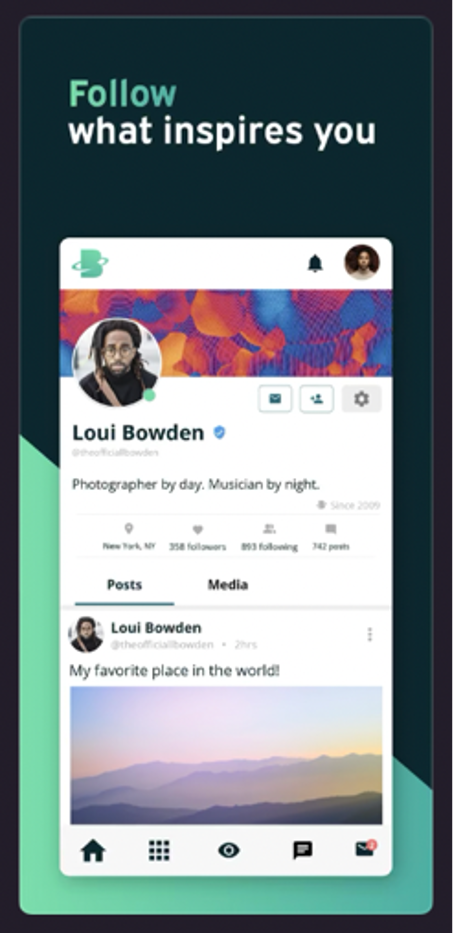 Follow
what inspires you
Loui Bowden
@theofficiallbowden
Photographer by day. Musician by night.
Since 2009
New York, NY 358 followers 893 following 742 posts
Posts Media
Loui Bowden
@theofficiallbowden • 2hrs
My favorite place in the world!